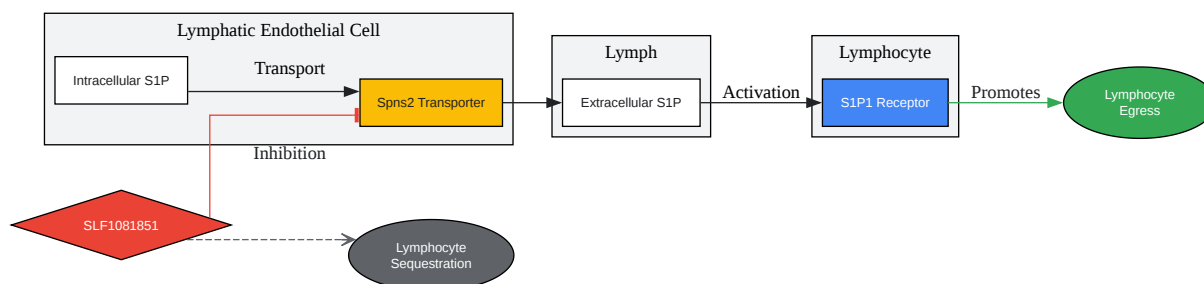 Lymphatic Endothelial Cell
Intracellular S1P
Transport
Spns2 Transporter
Inhibition
Lymph
Extracellular S1P
Activation
Lymphocyte
S1P1 Receptor
Promotes
Lymphocyte
Egress
SLF1081851
Lymphocyte
Sequestration